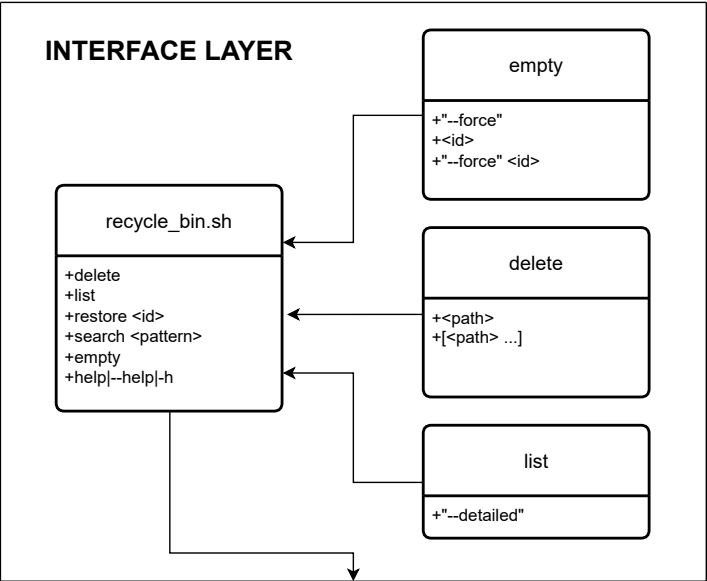 INTERFACE LAYER
recycle_bin.sh
+delete
+list
+restore <id>
+search <pattern>
+empty
+help|--help|-h
empty
+"--force"
+<id>
+"--force" <id>
delete
+<path>
+[<path> ...]
list
+"--detailed"